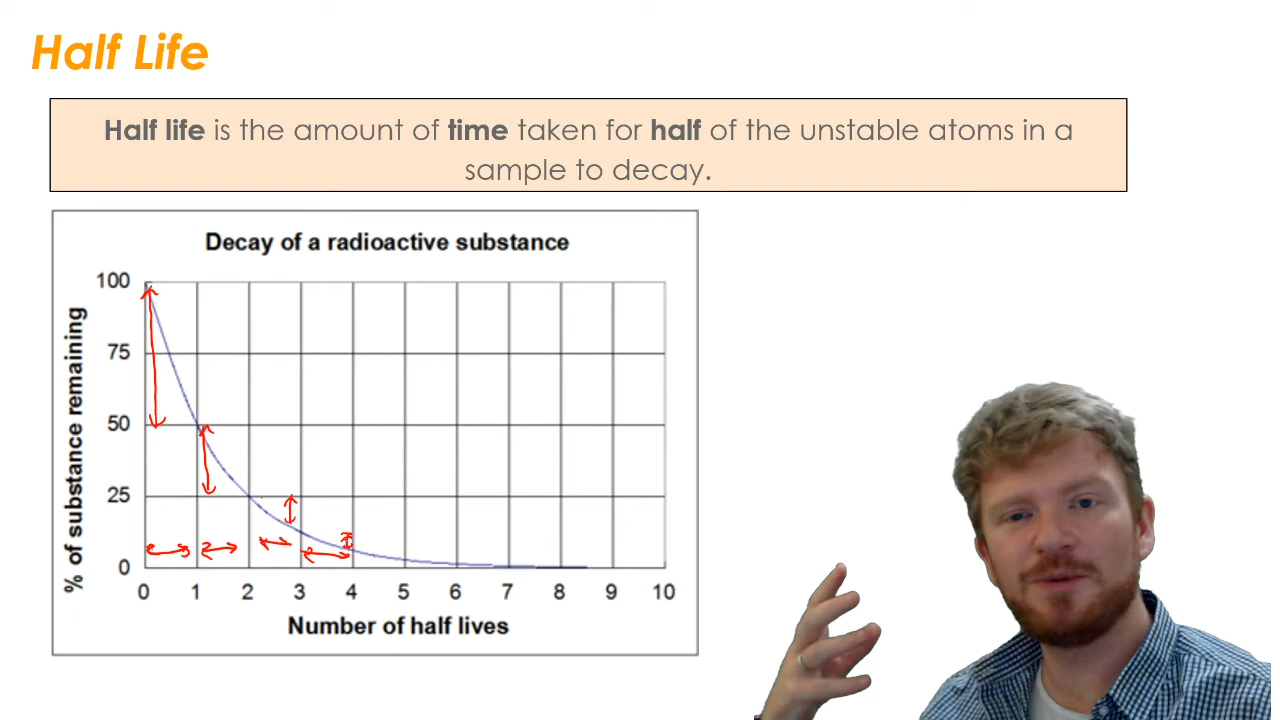 Half Life
Half life is the amount of time taken for half of the unstable atoms in a
sample to decay.
Decay of a radioactive substance
% of substance remaining
100
75
50
25
0
0 1 2 3 4 5 6 7 8 9 10
Number of half lives